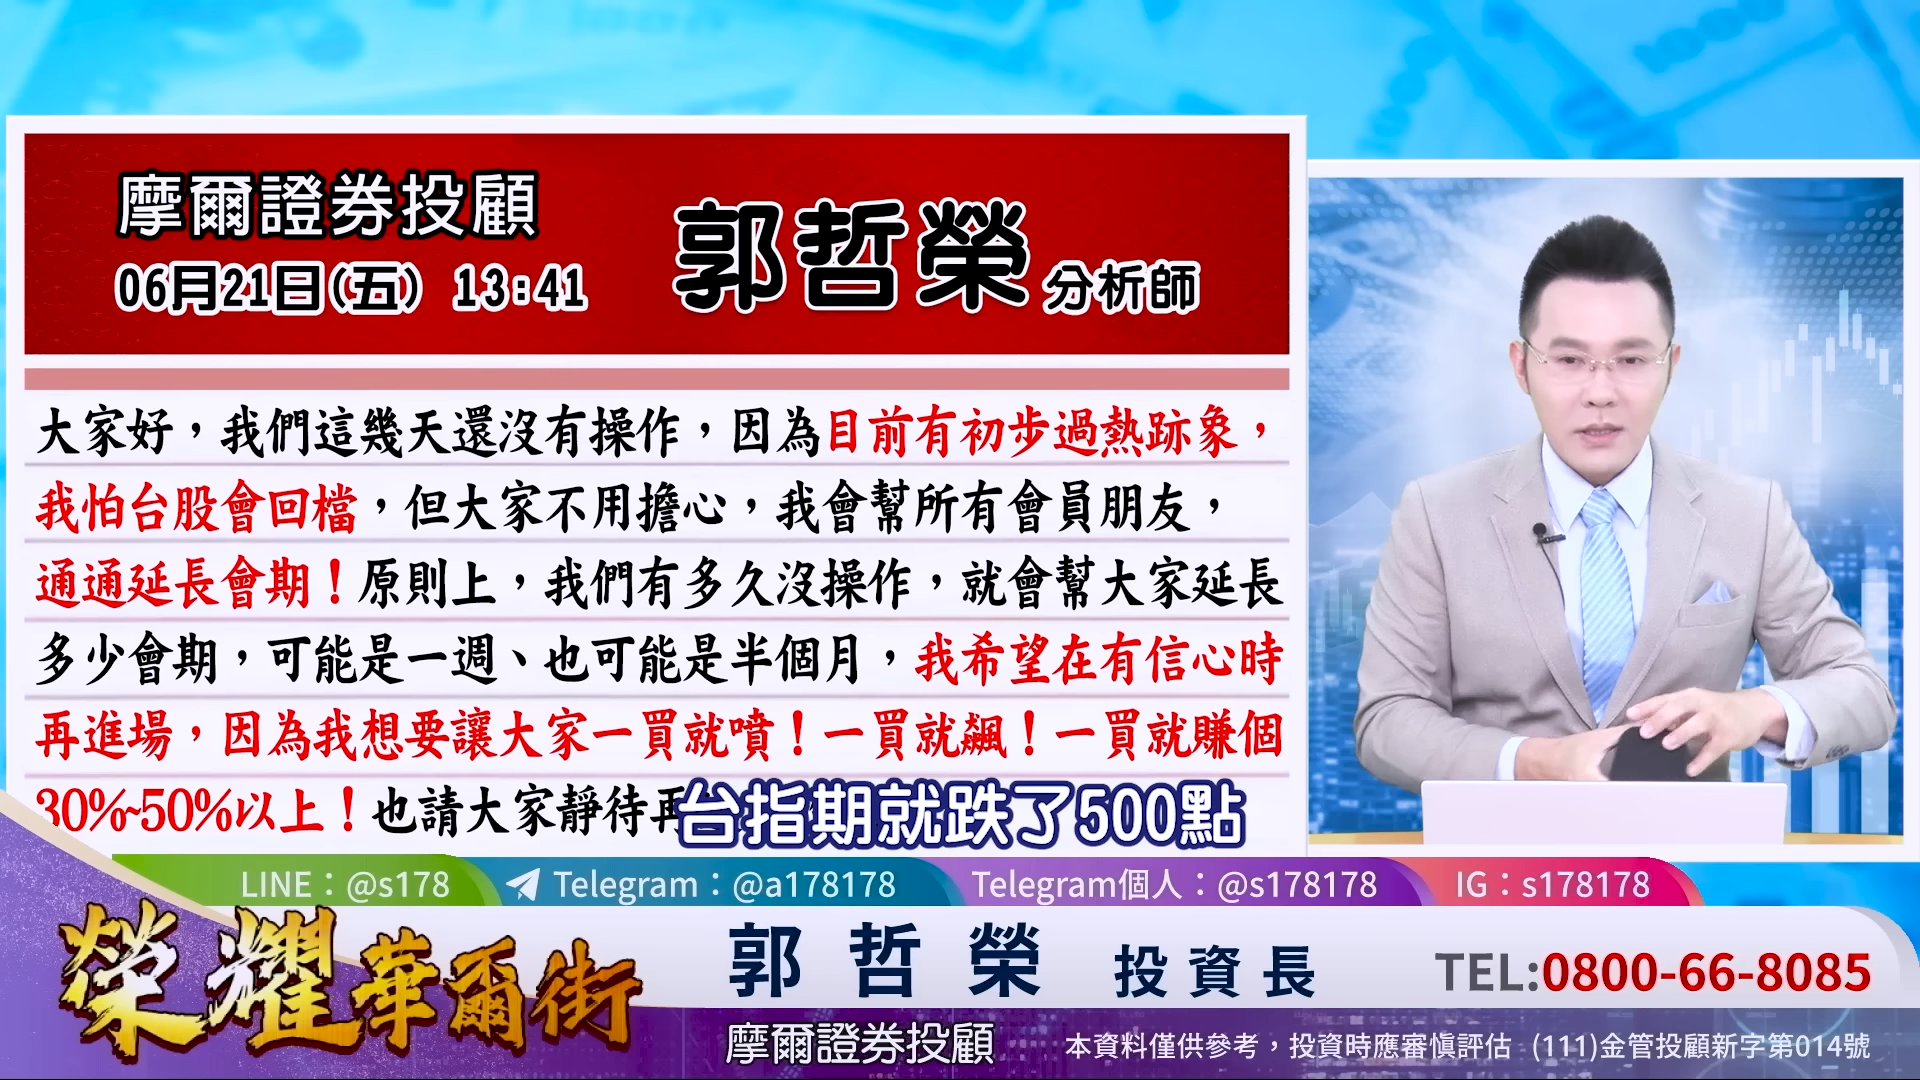 摩爾證券投顧
06月21日(五) 13:41
郭哲榮 分析師
大家好，我們這幾天還沒有操作，因為目前有初步過熱跡象，
我怕台股會回檔，但大家不用擔心，我會幫所有會員朋友，
通通延長會期！原則上，我們有多久沒操作，就會幫大家延長
多少會期，可能是一週、也可能是半個月，我希望在有信心時
再進場，因為我想要讓大家一買就噴！一買就飆！一買就賺個
30%~50%以上！也請大家靜待再
台指期就跌了500點
LINE：@s178 Telegram：@a178178 Telegram個人：@s178178 IG：s178178
榮耀華爾街
郭哲榮 投資長 TEL:0800-66-8085
摩爾證券投顧 本資料僅供參考，投資時應審慎評估 (111)金管投顧新字第014號